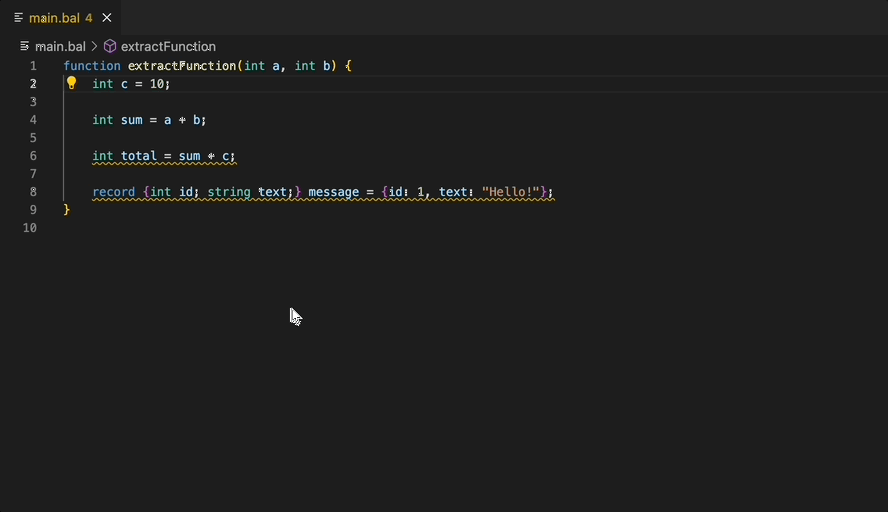 main.bal 4
main.bal > extractFunction
1 function extractFunction(int a, int b) {
2 int c = 10;
3
4 int sum = a + b;
5
6 int total = sum + c;
7
8 record {int id; string text;} message = {id: 1, text: "Hello!"};
9 }
10